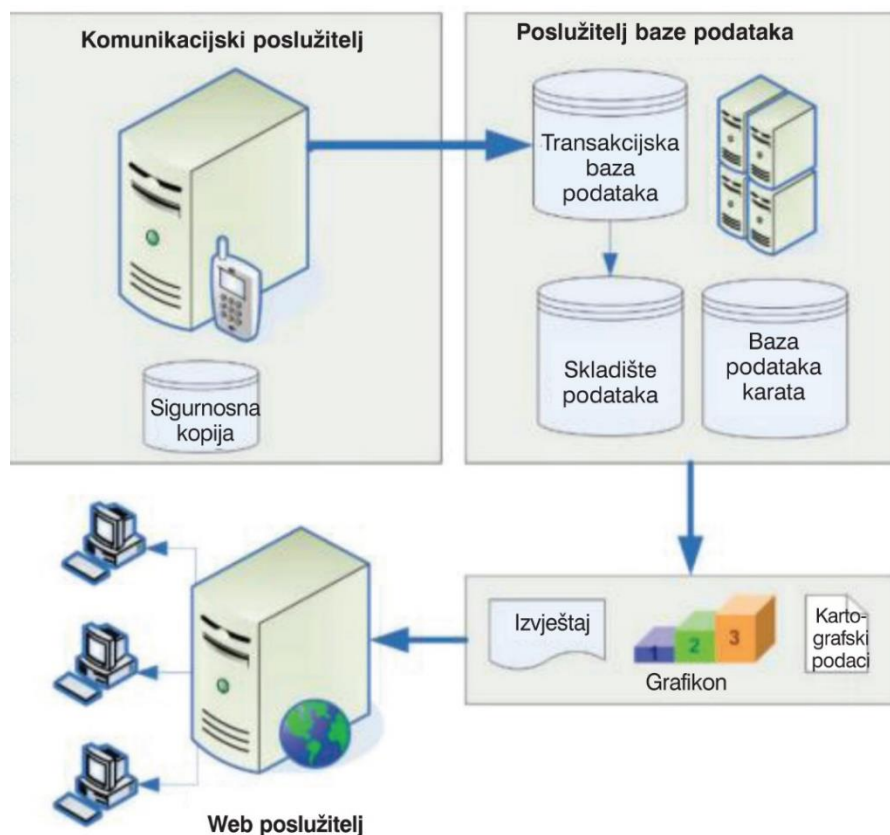 Komunikacijski poslužitelj
Sigurnosna
kopija
Poslužitelj baze podataka
Transakcijska
baza
podataka
Skladište
podataka
Baza
podataka
karata
Izvještaj
1
2
3
Grafikon
Karto-
grafski
podaci
Web poslužitelj